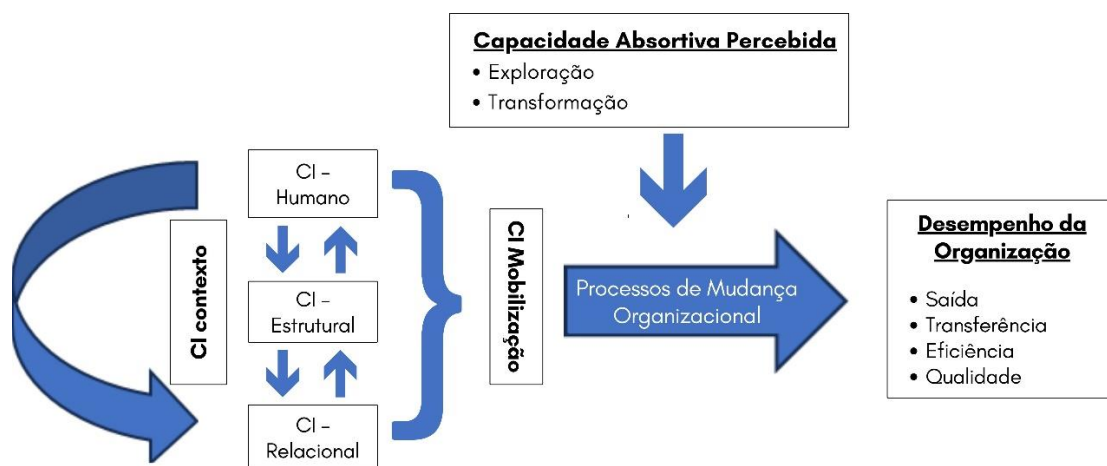 Capacidade Absortiva Percebida
• Exploração
• Transformação
CI contexto
CI –
Humano
CI –
Estrutural
CI –
Relacional
CI Mobilização
Processos de Mudança
Organizacional
Desempenho da
Organização
• Saída
• Transferência
• Eficiência
• Qualidade